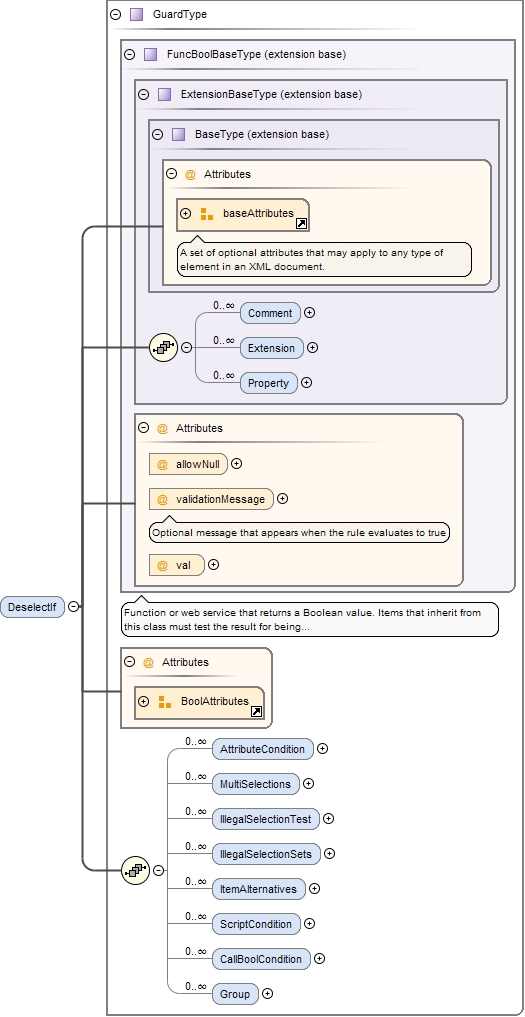 GuardType
FuncBoolBaseType (extension base)
ExtensionBaseType (extension base)
BaseType (extension base)
@ Attributes
baseAttributes
A set of optional attributes that may apply to any type of
element in an XML document.
0..∞
Comment
0..∞
Extension
0..∞
Property
@ Attributes
@ allowNull
@ validationMessage
Optional message that appears when the rule evaluates to true
@ val
DeselectIf
Function or web service that returns a Boolean value. Items that inherit from
this class must test the result for being...
@ Attributes
BoolAttributes
0..∞
AttributeCondition
0..∞
MultiSelections
0..∞
IllegalSelectionTest
0..∞
IllegalSelectionSets
0..∞
ItemAlternatives
0..∞
ScriptCondition
0..∞
CallBoolCondition
0..∞
Group